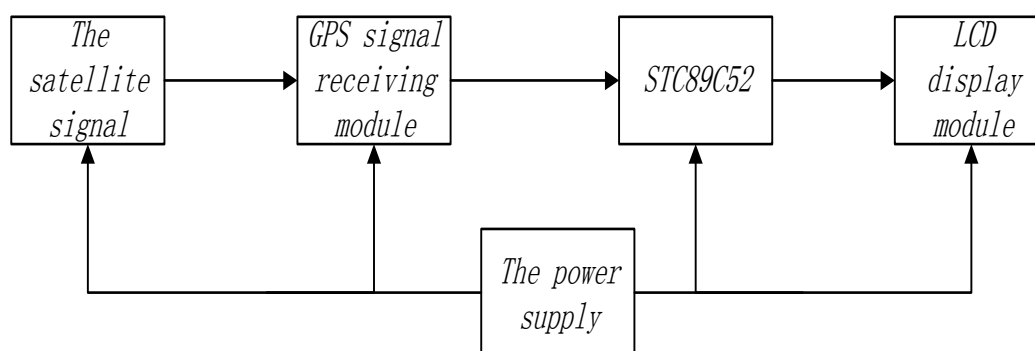 The
satellite
signal
GPS signal
receiving
module
STC89C52
LCD
display
module
The power
supply